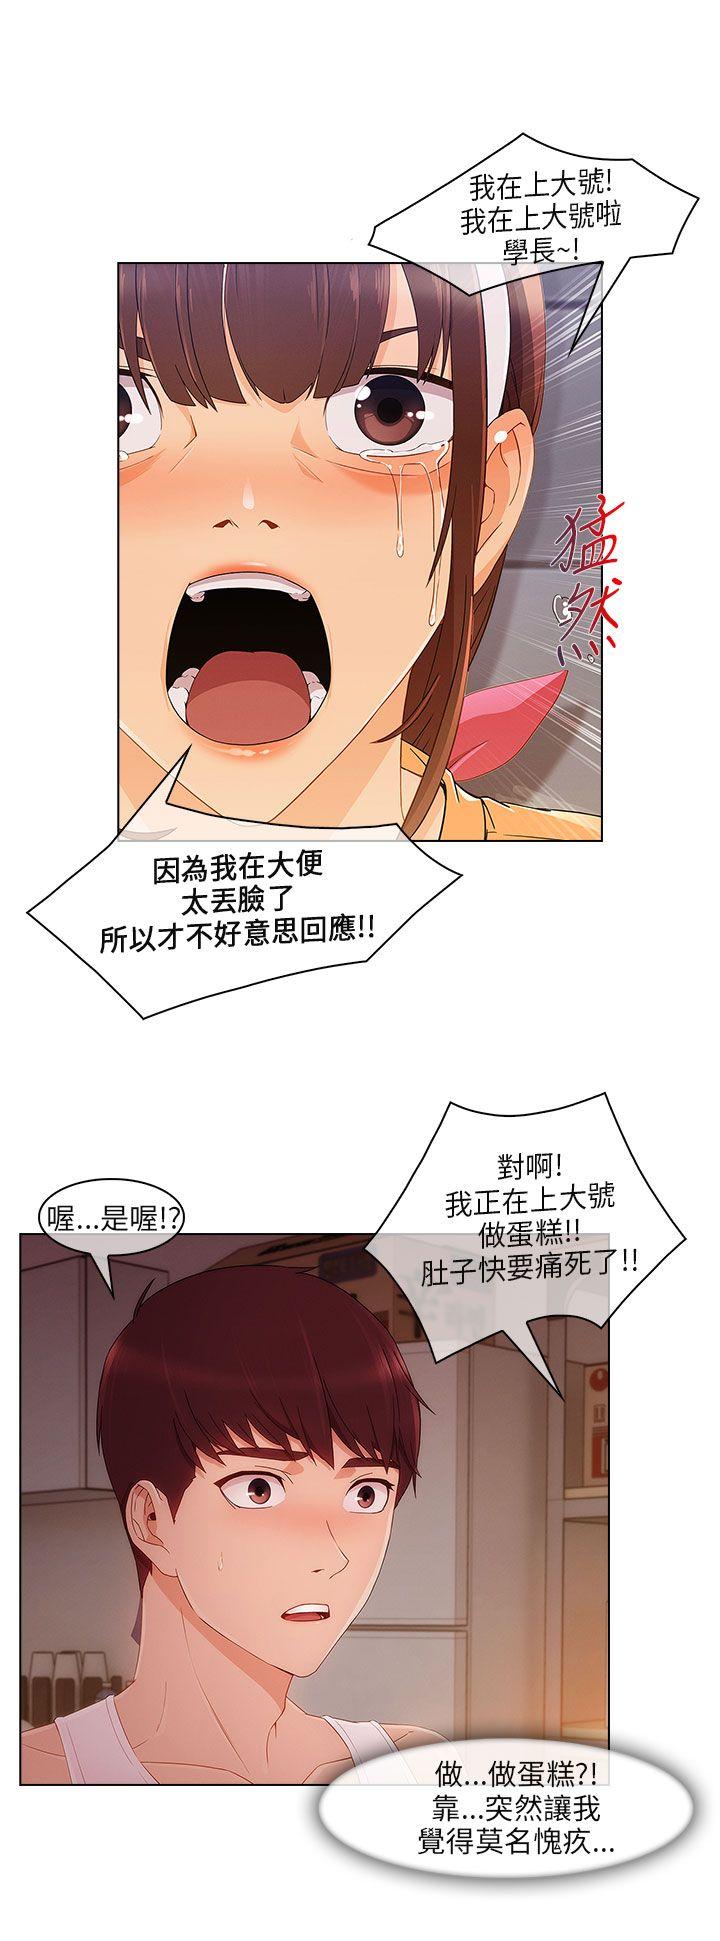 我在上大號!
我在上大號啦
學長~!
猛然
因為我在大便
太丟臉了
所以才不好意思回應!!
對啊!
我正在上大號
做蛋糕!!
肚子快要痛死了!!
喔...是喔!?
做...做蛋糕?!
靠...突然讓我
覺得莫名愧疚...